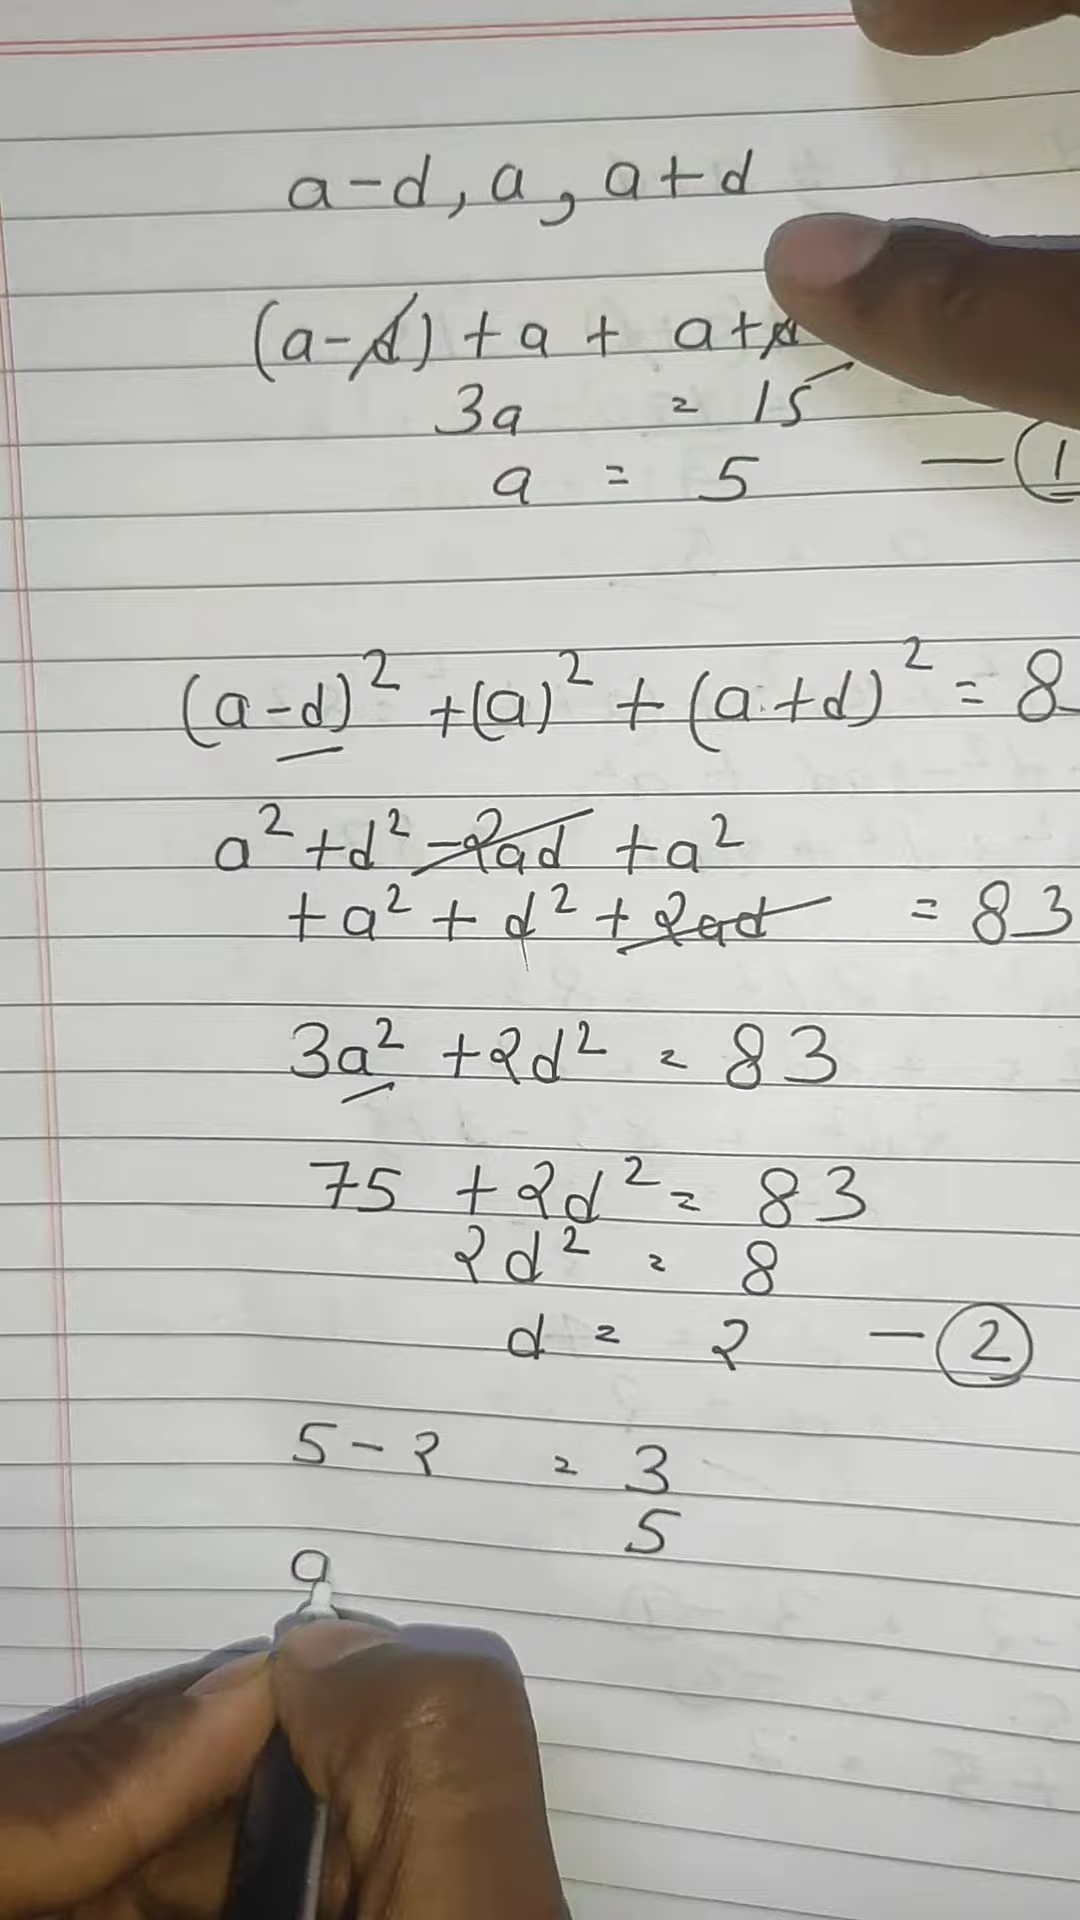 a-d, a, a+d
(a-d) + a + a+d
3a = 15
a = 5 — 1
(a-d)² + (a)² + (a+d)² = 8
a² + d² - 2ad + a²
+ a² + d² + 2ad = 83
3a² + 2d² = 83
75 + 2d² = 83
2d² = 8
d = 2 — 2
5 - 2 = 3
5
a